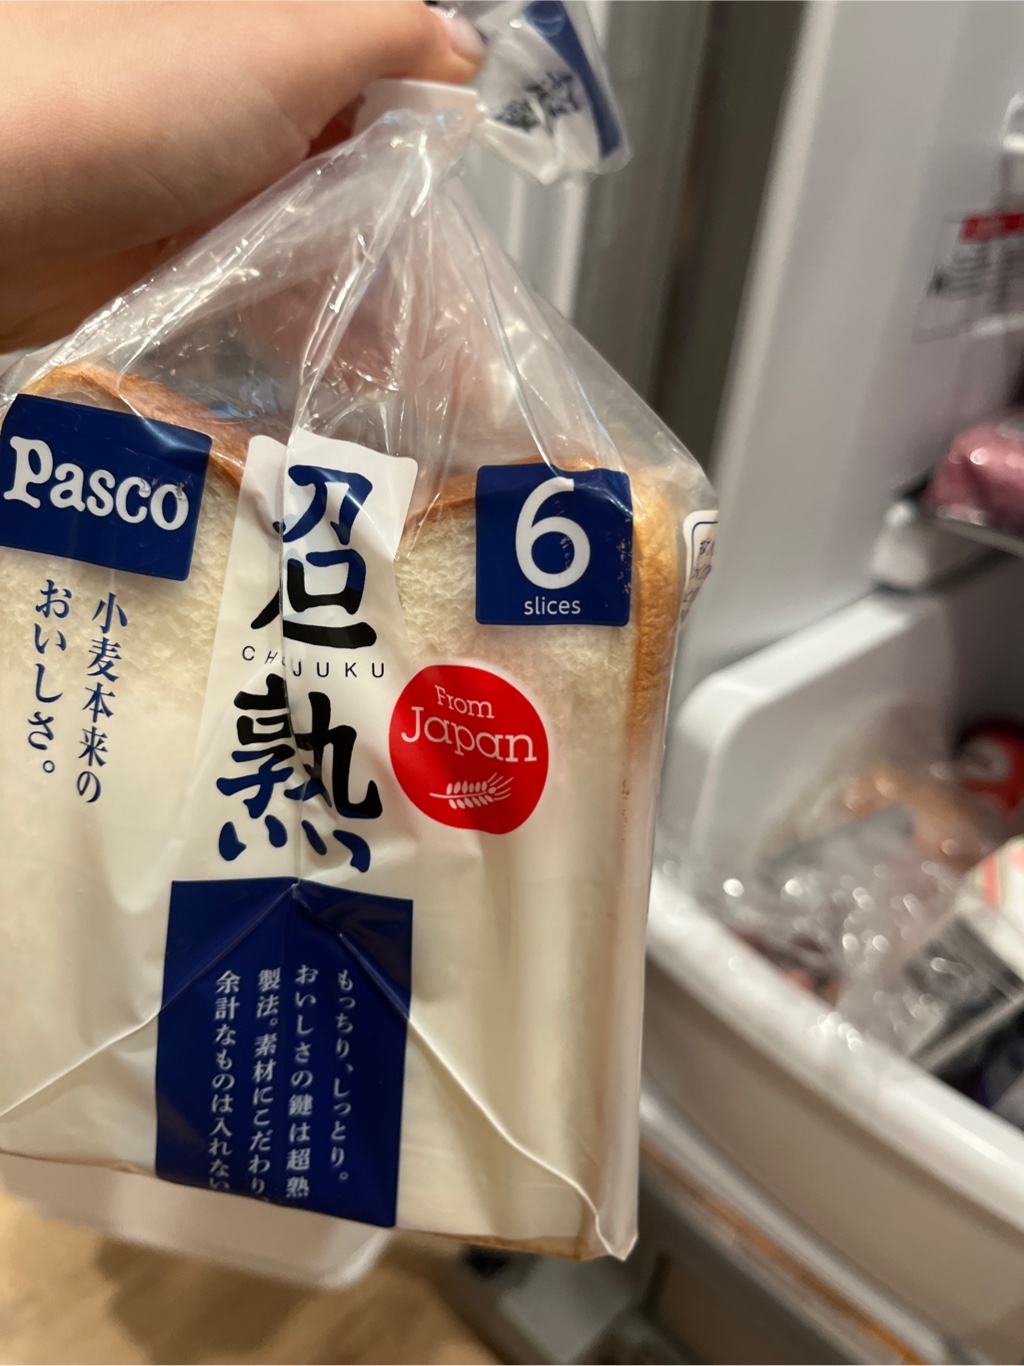 Pasco
6
slices
小麦本来の
おいしさ。
熟
From
Japan
もっちり、しっとり。
おいしさの鍵は超熟
製法。素材にこだわり、
余計なものは入れない